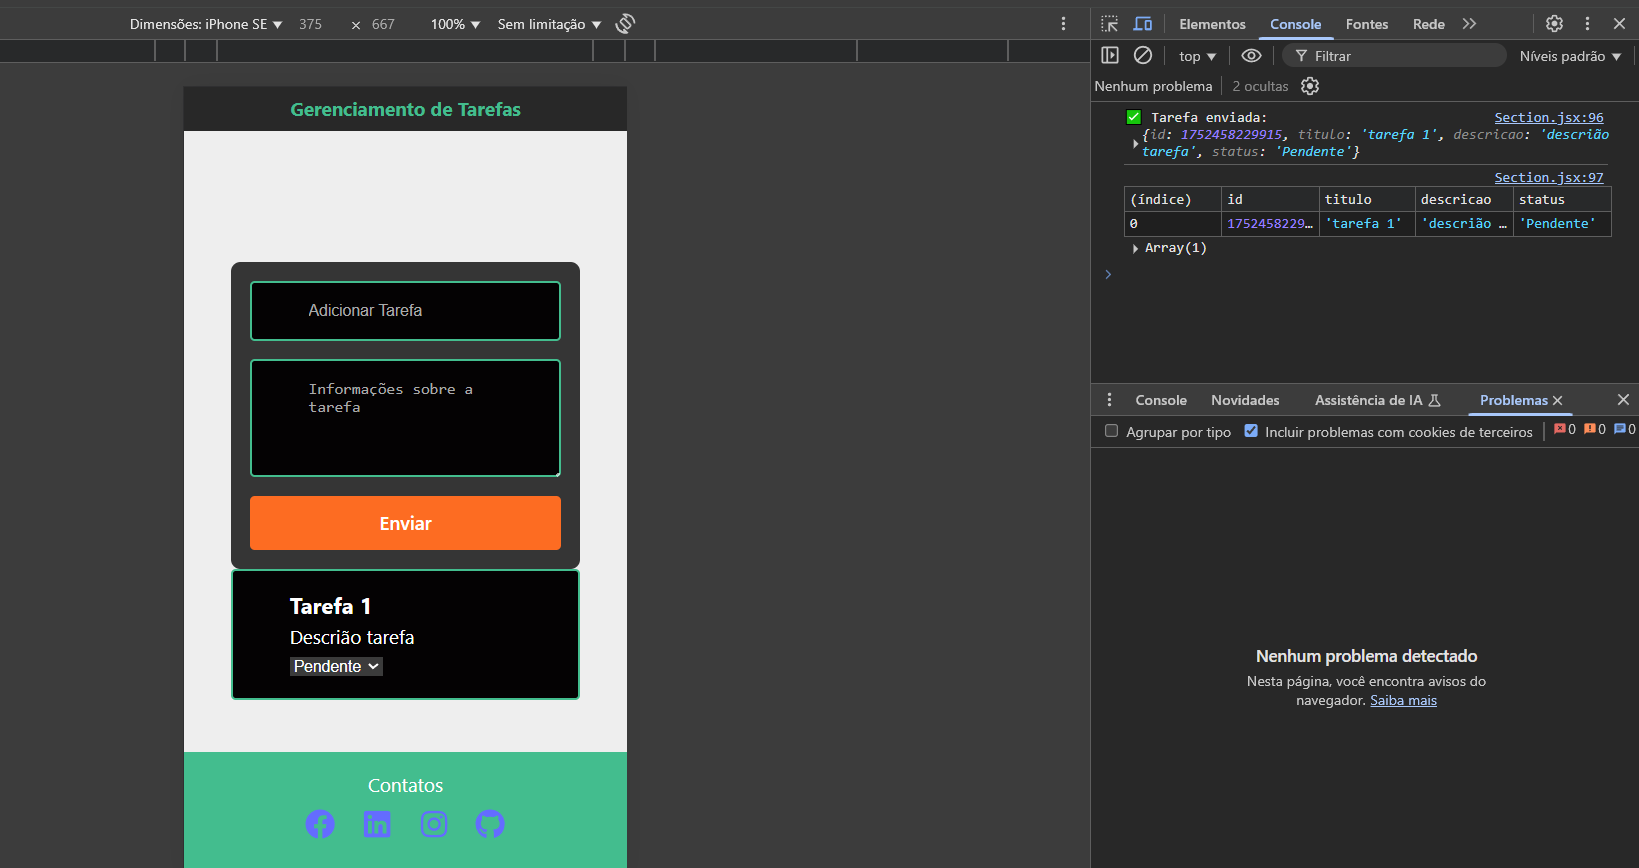 Dimensões: iPhone SE ▼ 375 × 667 100% ▼ Sem limitação ▼
Gerenciamento de Tarefas
Adicionar Tarefa
Informações sobre a
tarefa
Enviar
Tarefa 1
Descrião tarefa
Pendente
Contatos
Elementos Console Fontes Rede
top ▼ Filtrar Níveis padrão ▼
Nenhum problema 2 ocultas
✅ Tarefa enviada: Section.jsx:96
{id: 1752458229915, titulo: 'tarefa 1', descricao: 'descrião
tarefa', status: 'Pendente'}
Section.jsx:97
(índice) id titulo descricao status
0 1752458229… 'tarefa 1' 'descrião … 'Pendente'
Array(1)
Console Novidades Assistência de IA Problemas
Agrupar por tipo Incluir problemas com cookies de terceiros 0 0 0
Nenhum problema detectado
Nesta página, você encontra avisos do
navegador. Saiba mais